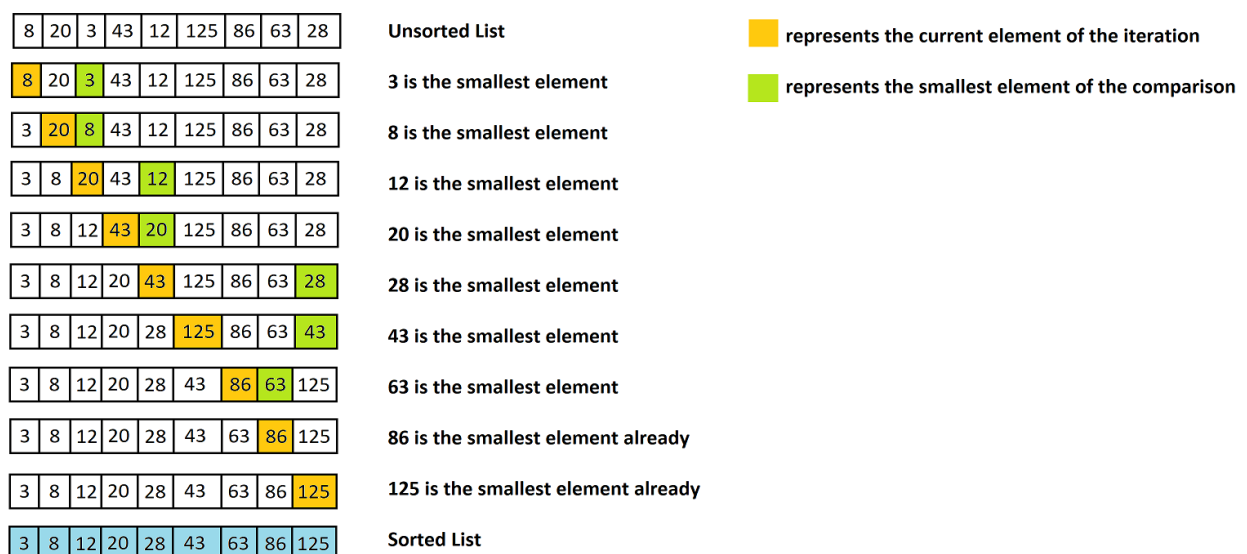 8 20 3 43 12 125 86 63 28 Unsorted List
represents the current element of the iteration
8 20 3 43 12 125 86 63 28 3 is the smallest element
represents the smallest element of the comparison
3 20 8 43 12 125 86 63 28 8 is the smallest element
3 8 20 43 12 125 86 63 28 12 is the smallest element
3 8 12 43 20 125 86 63 28 20 is the smallest element
3 8 12 20 43 125 86 63 28 28 is the smallest element
3 8 12 20 28 125 86 63 43 43 is the smallest element
3 8 12 20 28 43 86 63 125 63 is the smallest element
3 8 12 20 28 43 63 86 125 86 is the smallest element already
3 8 12 20 28 43 63 86 125 125 is the smallest element already
3 8 12 20 28 43 63 86 125 Sorted List